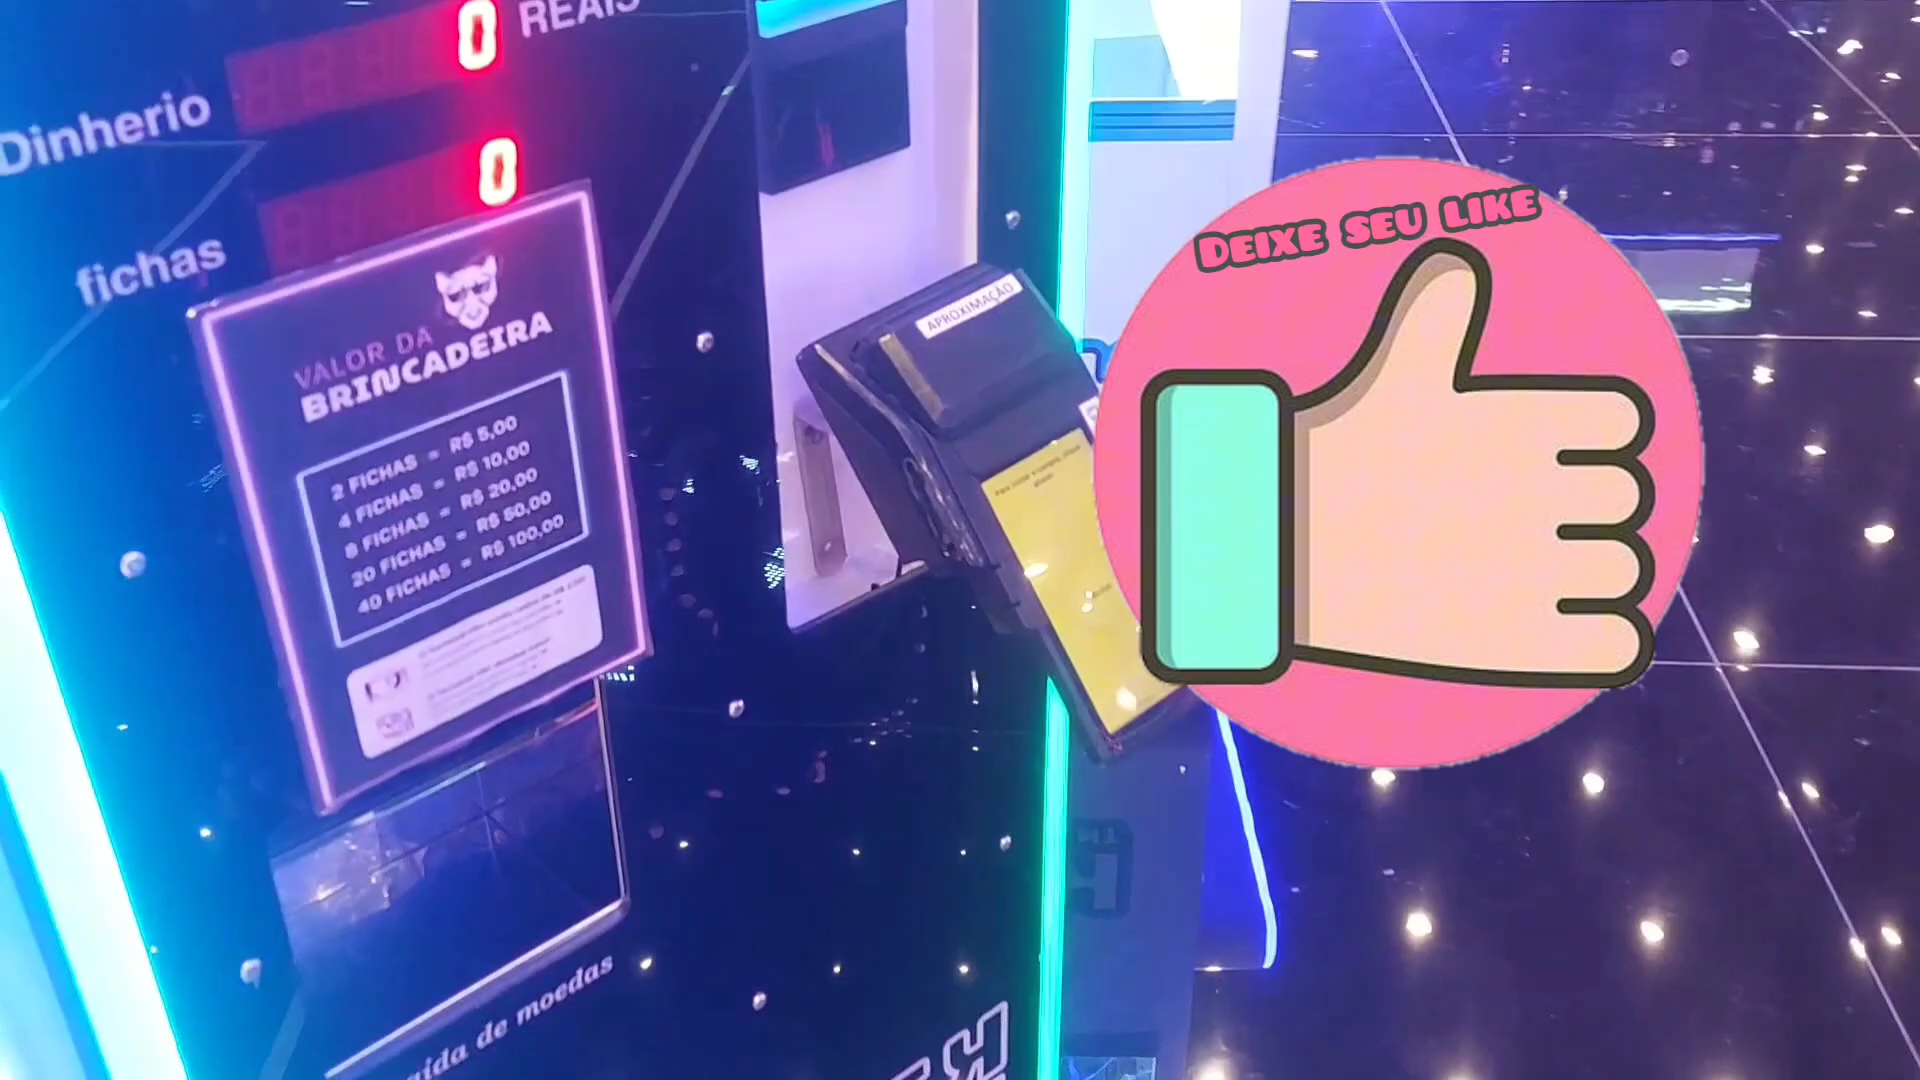 0 REAIS
Dinherio
0
fichas
VALOR DA
BRINCADEIRA
2 FICHAS = R$ 5,00
4 FICHAS = R$ 10,00
8 FICHAS = R$ 20,00
20 FICHAS = R$ 50,00
40 FICHAS = R$ 100,00
aida de moedas
APROXIMAÇÃO
DEIXE SEU LIKE